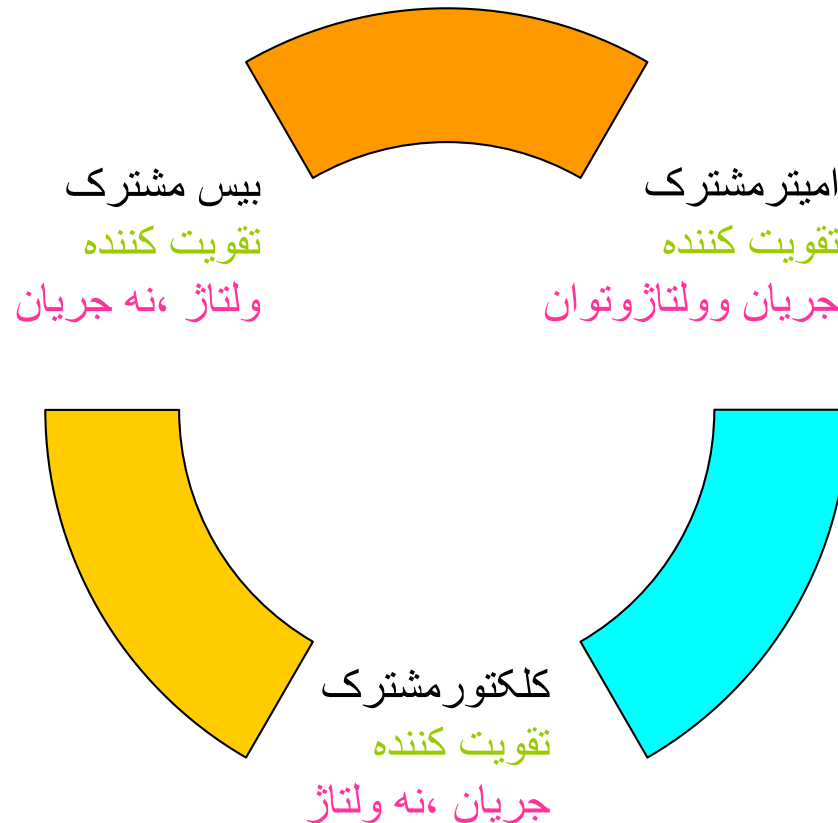 امیترمشترک
تقویت کننده
جریان وولتاژوتوان
بیس مشترک
تقویت کننده
ولتاژ ،نه جریان
کلکتورمشترک
تقویت کننده
جریان ،نه ولتاژ